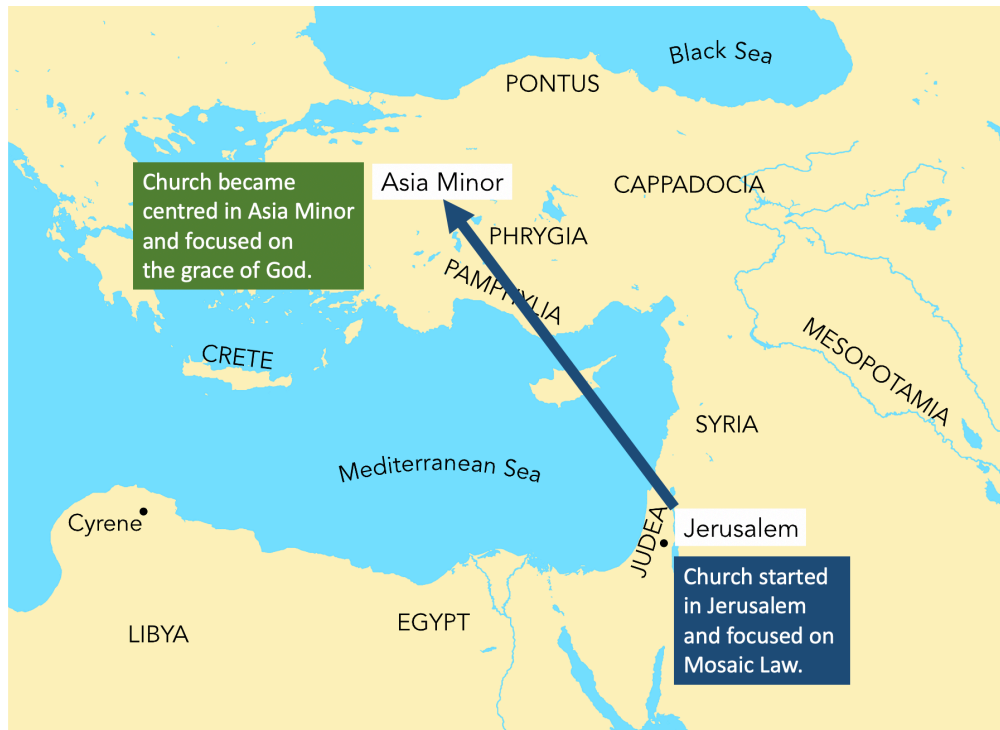 Black Sea
PONTUS
Church became
centred in Asia Minor
and focused on
the grace of God.
Asia Minor
CAPPADOCIA
PHRYGIA
PAMPHYLIA
CRETE
MESOPOTAMIA
SYRIA
Mediterranean Sea
Cyrene
JUDEA
Jerusalem
Church started
in Jerusalem
and focused on
Mosaic Law.
EGYPT
LIBYA